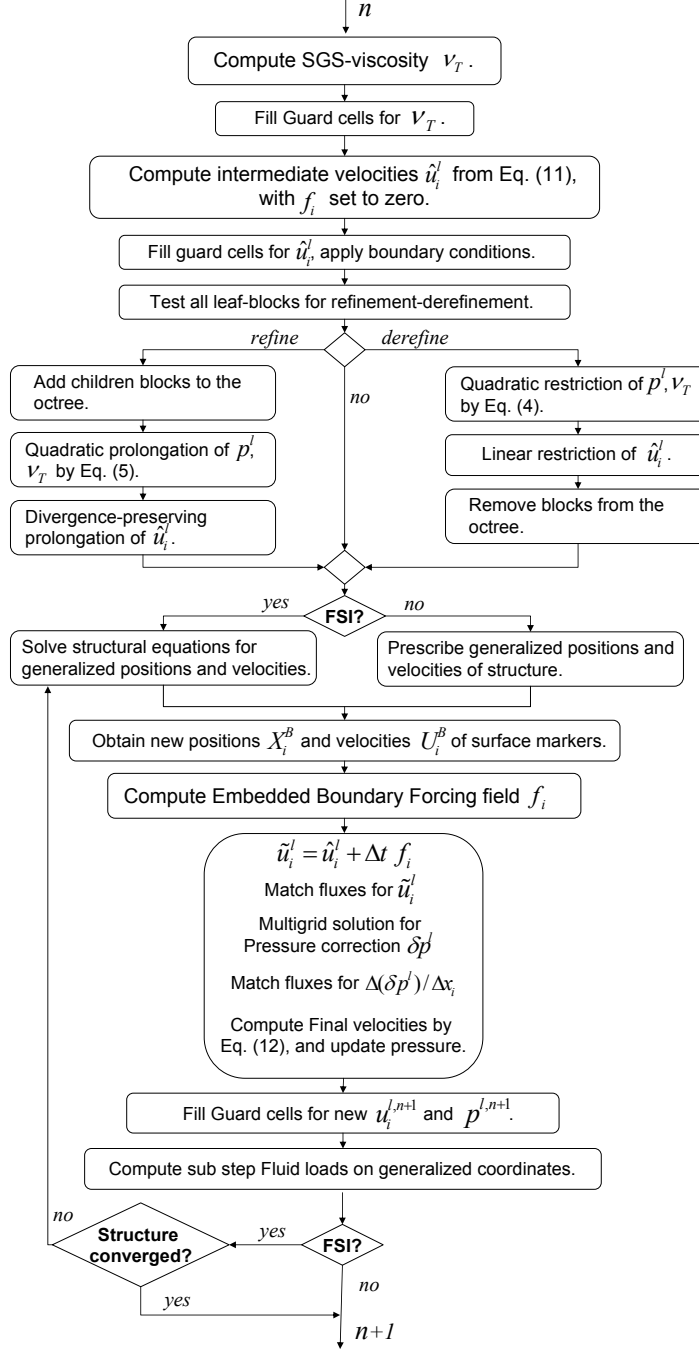 n
Compute SGS-viscosity ν_T .
Fill Guard cells for ν_T .
Compute intermediate velocities û_i^l from Eq. (11),
with f_i set to zero.
Fill guard cells for û_i^l, apply boundary conditions.
Test all leaf-blocks for refinement-derefinement.
refine
derefine
no
Add children blocks to the
octree.
Quadratic prolongation of p^l,
ν_T by Eq. (5).
Divergence-preserving
prolongation of û_i^l.
Quadratic restriction of p^l, ν_T
by Eq. (4).
Linear restriction of û_i^l .
Remove blocks from the
octree.
FSI?
yes
no
Solve structural equations for
generalized positions and velocities.
Prescribe generalized positions and
velocities of structure.
Obtain new positions X_i^B and velocities U_i^B of surface markers.
Compute Embedded Boundary Forcing field f_i
ũ_i^l = û_i^l + Δt f_i
Match fluxes for ũ_i^l
Multigrid solution for
Pressure correction δp^l
Match fluxes for Δ(δp^l)/Δx_i
Compute Final velocities by
Eq. (12), and update pressure.
Fill Guard cells for new u_i^{l,n+1} and p^{l,n+1}.
Compute sub step Fluid loads on generalized coordinates.
no
Structure
converged?
yes
FSI?
yes
no
n+1